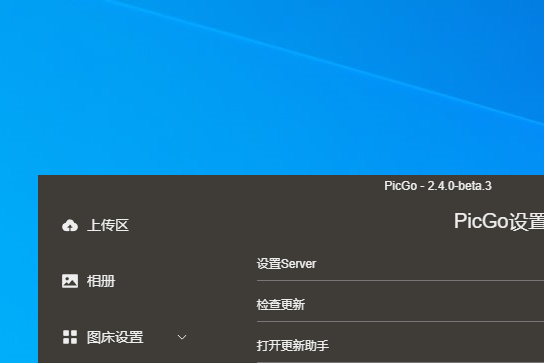 PicGo - 2.4.0-beta.3
PicGo设置
上传区
设置Server
相册
检查更新
图床设置
打开更新助手